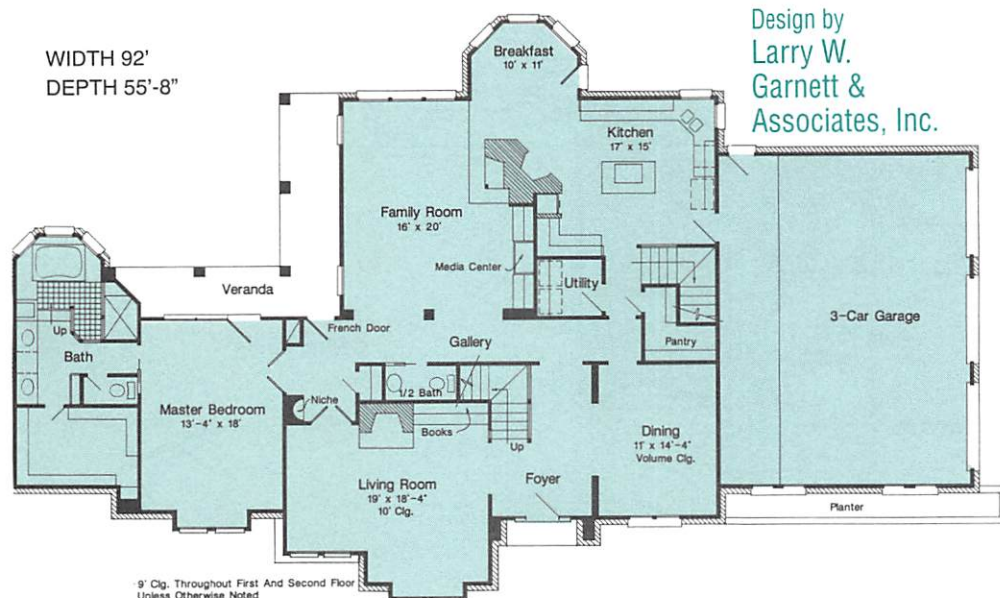 WIDTH 92'
DEPTH 55'-8"
Design by
Larry W.
Garnett &
Associates, Inc.
Breakfast
10' x 11'
Kitchen
17' x 15'
Family Room
16' x 20'
Media Center
Utility
Veranda
3-Car Garage
French Door
Gallery
Pantry
Up
Bath
1/2 Bath
Niche
Master Bedroom
13'-4" x 18'
Books
Up
Dining
11' x 14'-4"
Volume Clg.
Living Room
19' x 18'-4"
10' Clg.
Foyer
Planter
9' Clg. Throughout First And Second Floor
Unless Otherwise Noted